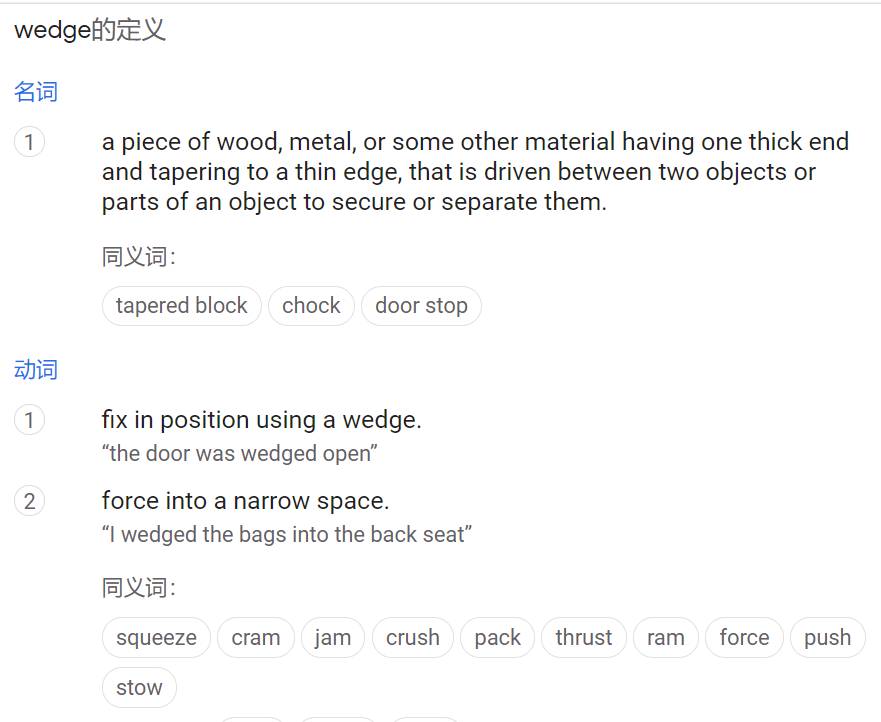 wedge的定义
名词
1 a piece of wood, metal, or some other material having one thick end
and tapering to a thin edge, that is driven between two objects or
parts of an object to secure or separate them.
同义词：
tapered block chock door stop
动词
1 fix in position using a wedge.
“the door was wedged open”
2 force into a narrow space.
“I wedged the bags into the back seat”
同义词：
squeeze cram jam crush pack thrust ram force push
stow